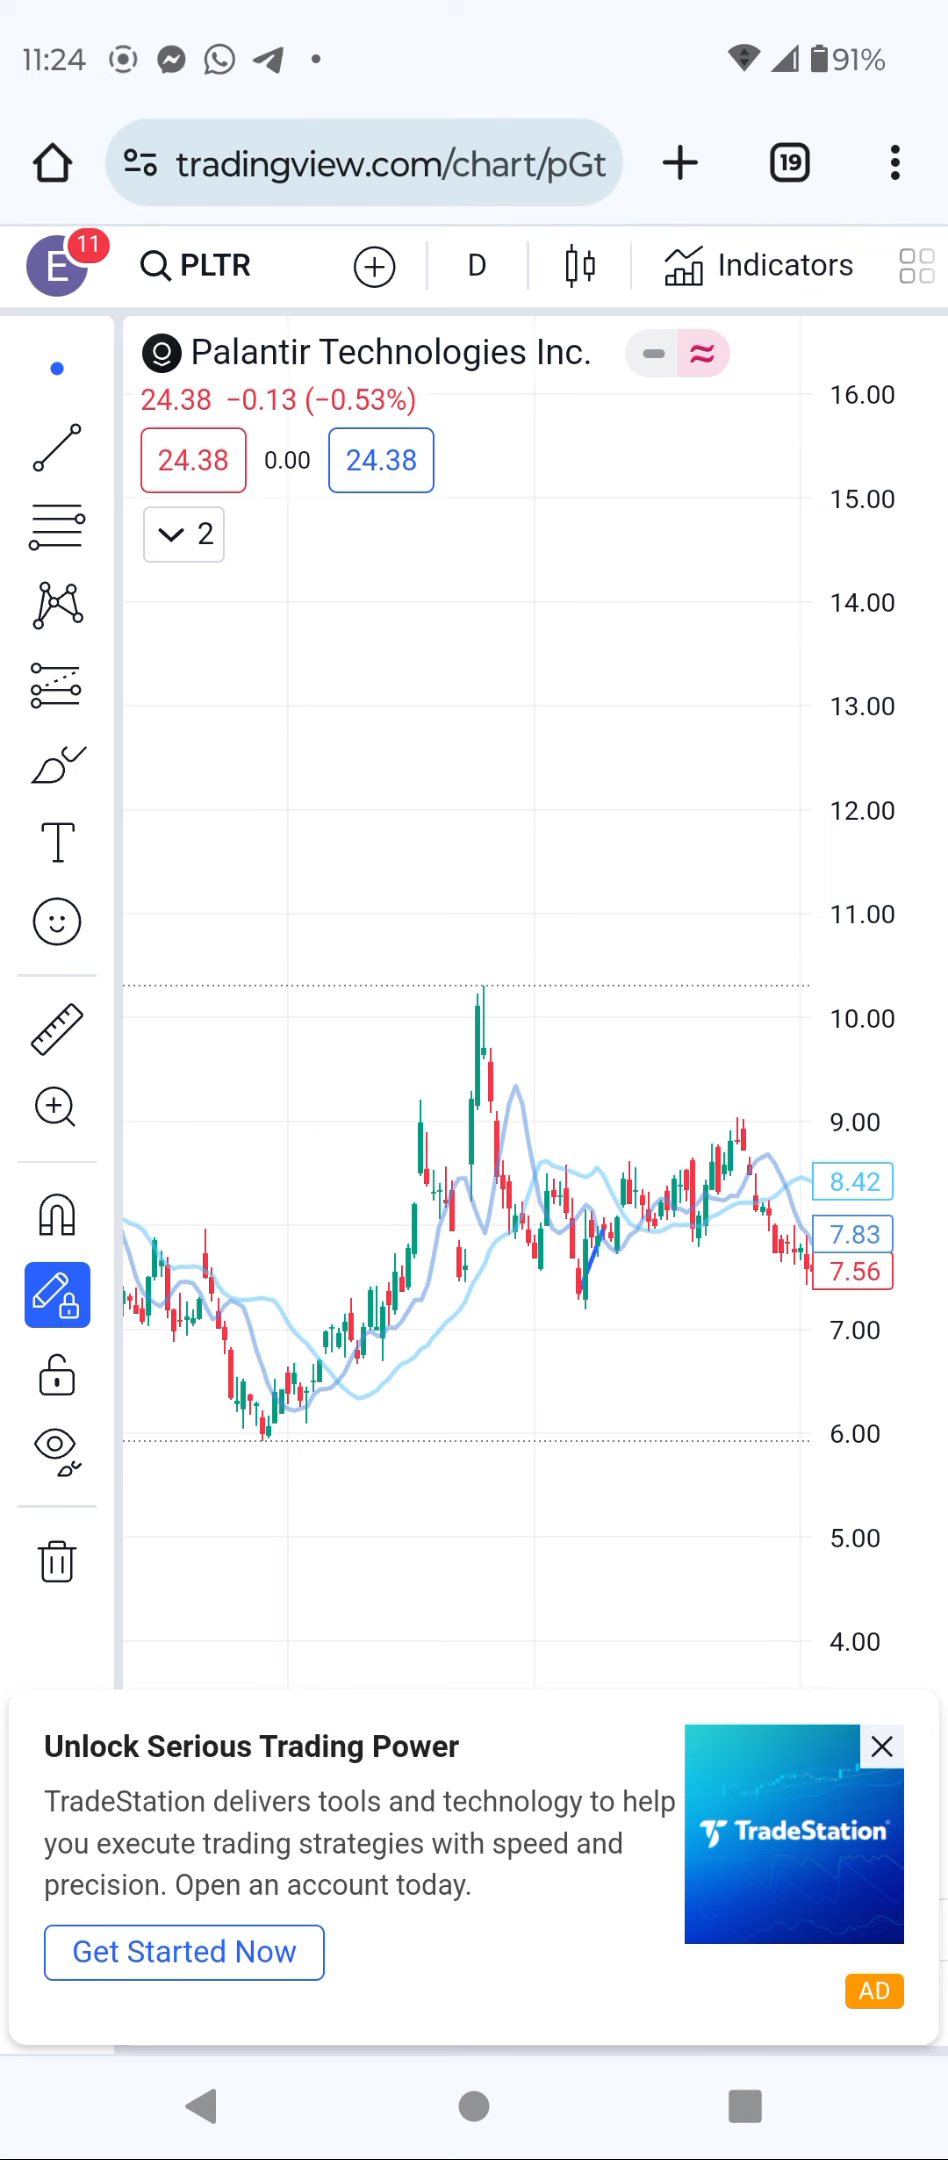 11:24
91%
tradingview.com/chart/pGt
19
E
11
PLTR
D
Indicators
Palantir Technologies Inc.
24.38 −0.13 (−0.53%)
24.38
0.00
24.38
2
16.00
15.00
14.00
13.00
12.00
11.00
10.00
9.00
8.42
7.83
7.56
7.00
6.00
5.00
4.00
Unlock Serious Trading Power
TradeStation delivers tools and technology to help
you execute trading strategies with speed and
precision. Open an account today.
Get Started Now
TradeStation
AD